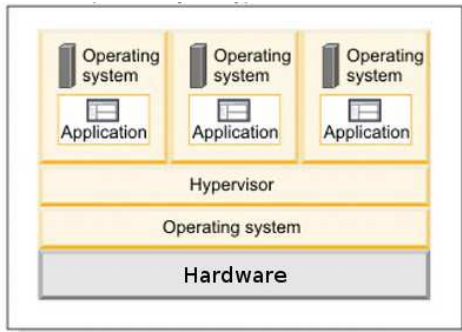 Operating
system
Application
Operating
system
Application
Operating
system
Application
Hypervisor
Operating system
Hardware